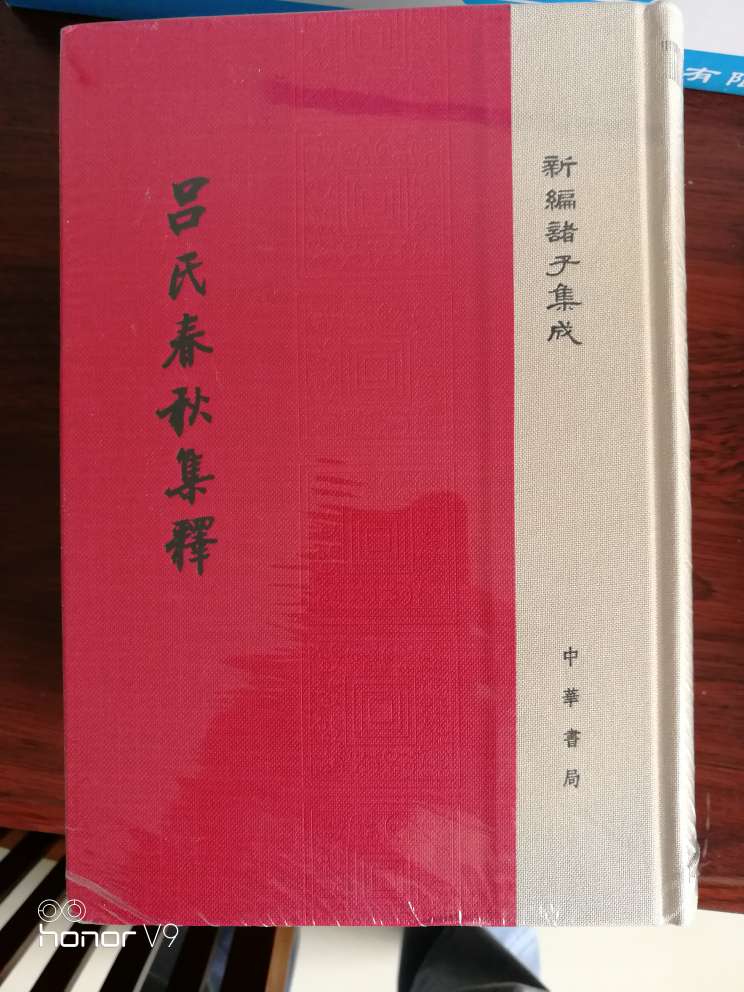 呂氏春秋集釋
新編諸子集成
中華書局
有限
honor V9